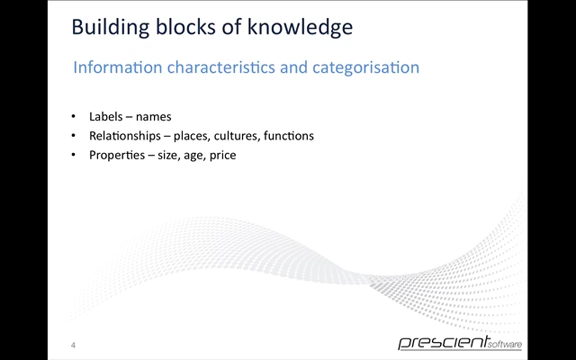 Building blocks of knowledge
Information characteristics and categorisation
• Labels – names
• Relationships – places, cultures, functions
• Properties – size, age, price
4
prescient software